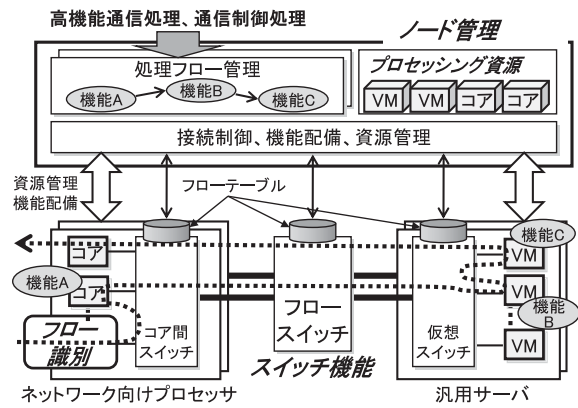 高機能通信処理、通信制御処理
ノード管理
処理フロー管理
機能A
機能B
機能C
プロセッシング資源
VM
VM
コア
コア
接続制御、機能配備、資源管理
資源管理
機能配備
フローテーブル
コア
機能A
コア
フロー
識別
コア間
スイッチ
フロー
スイッチ
スイッチ機能
仮想
スイッチ
機能C
VM
VM
機能
B
VM
ネットワーク向けプロセッサ
汎用サーバ